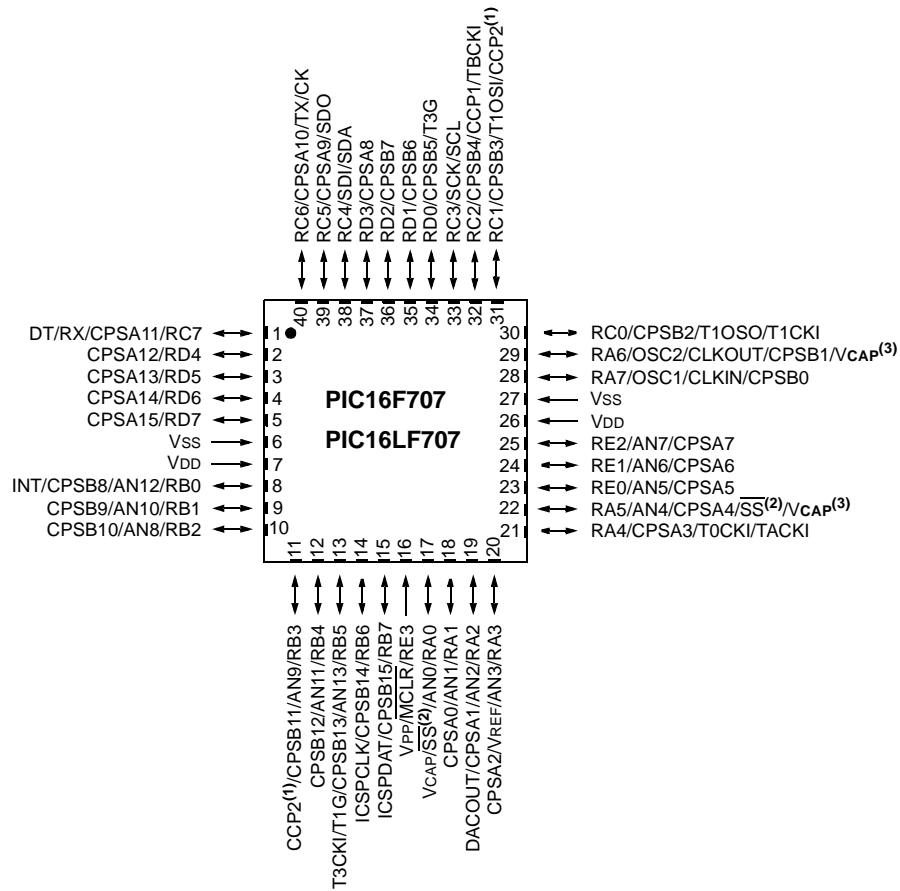 RC6/CPSA10/TX/CK
RC5/CPSA9/SDO
RC4/SDI/SDA
RD3/CPSA8
RD2/CPSB7
RD1/CPSB6
RD0/CPSB5/T3G
RC3/SCK/SCL
RC2/CPSB4/CCP1/TBCKI
RC1/CPSB3/T1OSI/CCP2(1)
40 39 38 37 36 35 34 33 32 31
DT/RX/CPSA11/RC7 1
CPSA12/RD4 2
CPSA13/RD5 3
CPSA14/RD6 4
CPSA15/RD7 5
VSS 6
VDD 7
INT/CPSB8/AN12/RB0 8
CPSB9/AN10/RB1 9
CPSB10/AN8/RB2 10
PIC16F707
PIC16LF707
30 RC0/CPSB2/T1OSO/T1CKI
29 RA6/OSC2/CLKOUT/CPSB1/VCAP(3)
28 RA7/OSC1/CLKIN/CPSB0
27 VSS
26 VDD
25 RE2/AN7/CPSA7
24 RE1/AN6/CPSA6
23 RE0/AN5/CPSA5
22 RA5/AN4/CPSA4/SS(2)/VCAP(3)
21 RA4/CPSA3/T0CKI/TACKI
11 12 13 14 15 16 17 18 19 20
CCP2(1)/CPSB11/AN9/RB3
CPSB12/AN11/RB4
T3CKI/T1G/CPSB13/AN13/RB5
ICSPCLK/CPSB14/RB6
ICSPDAT/CPSB15/RB7
VPP/MCLR/RE3
VCAP/SS(2)/AN0/RA0
CPSA0/AN1/RA1
DACOUT/CPSA1/AN2/RA2
CPSA2/VREF/AN3/RA3